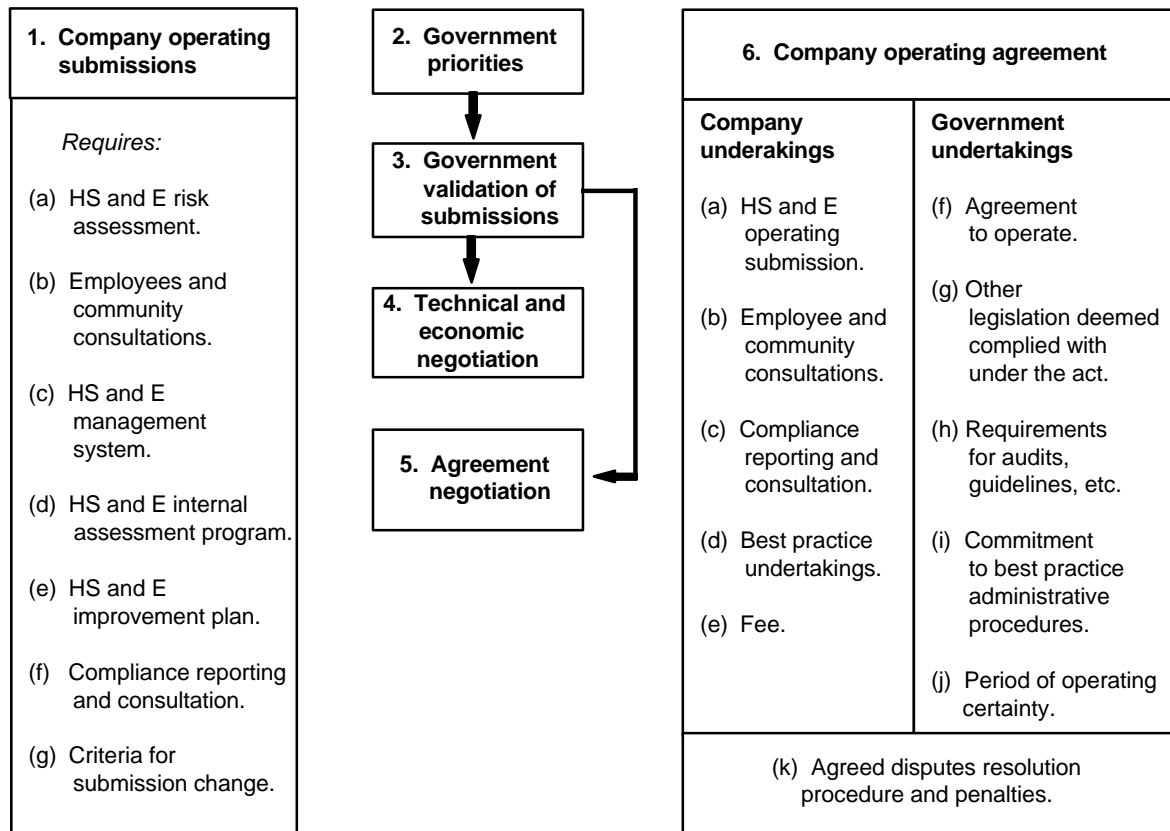 1. Company operating
submissions
Requires:
(a) HS and E risk
assessment.
(b) Employees and
community
consultations.
(c) HS and E
management
system.
(d) HS and E internal
assessment program.
(e) HS and E
improvement plan.
(f) Compliance reporting
and consultation.
(g) Criteria for
submission change.
2. Government
priorities
3. Government
validation of
submissions
4. Technical and
economic
negotiation
5. Agreement
negotiation
6. Company operating agreement
Company
underakings
(a) HS and E
operating
submission.
(b) Employee and
community
consultations.
(c) Compliance
reporting and
consultation.
(d) Best practice
undertakings.
(e) Fee.
Government
undertakings
(f) Agreement
to operate.
(g) Other
legislation deemed
complied with
under the act.
(h) Requirements
for audits,
guidelines, etc.
(i) Commitment
to best practice
administrative
procedures.
(j) Period of operating
certainty.
(k) Agreed disputes resolution
procedure and penalties.